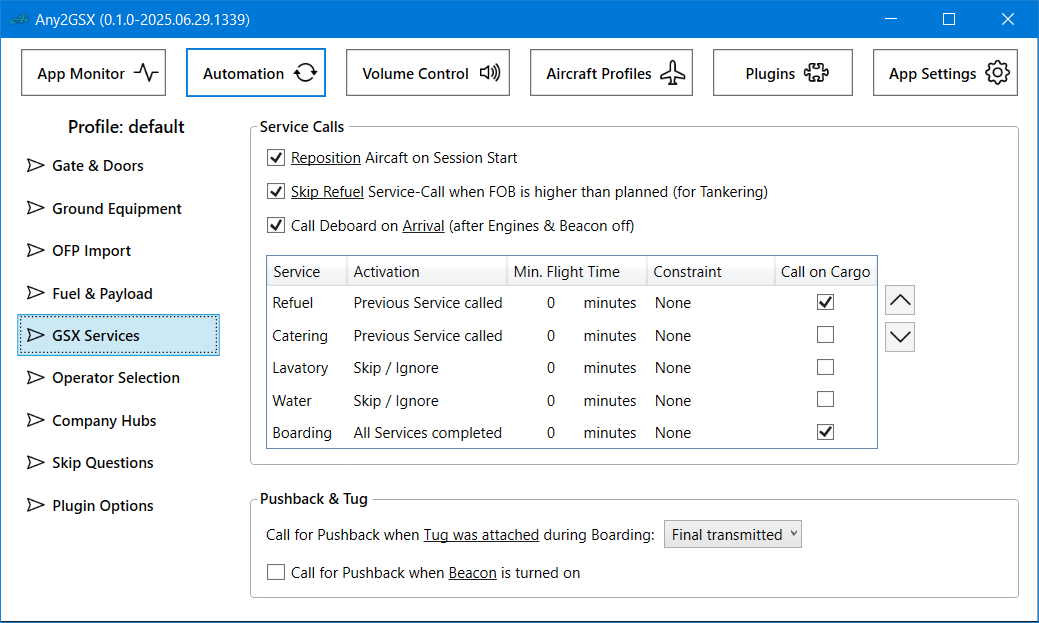 Any2GSX (0.1.0-2025.06.29.1339)
App Monitor Automation Volume Control Aircraft Profiles Plugins App Settings
Profile: default
Gate & Doors
Ground Equipment
OFP Import
Fuel & Payload
GSX Services
Operator Selection
Company Hubs
Skip Questions
Plugin Options
Service Calls
Reposition Aircaft on Session Start
Skip Refuel Service-Call when FOB is higher than planned (for Tankering)
Call Deboard on Arrival (after Engines & Beacon off)
Service Activation Min. Flight Time Constraint Call on Cargo
Refuel Previous Service called 0 minutes None
Catering Previous Service called 0 minutes None
Lavatory Skip / Ignore 0 minutes None
Water Skip / Ignore 0 minutes None
Boarding All Services completed 0 minutes None
Pushback & Tug
Call for Pushback when Tug was attached during Boarding: Final transmitted
Call for Pushback when Beacon is turned on